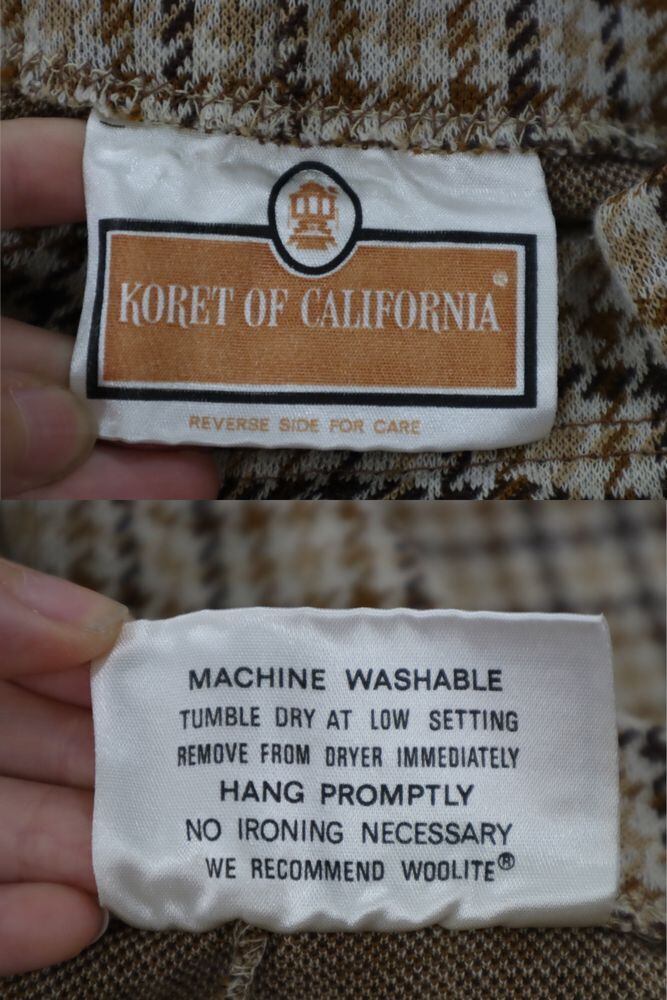 KORET OF CALIFORNIA®
REVERSE SIDE FOR CARE
MACHINE WASHABLE
TUMBLE DRY AT LOW SETTING
REMOVE FROM DRYER IMMEDIATELY
HANG PROMPTLY
NO IRONING NECESSARY
WE RECOMMEND WOOLITE®